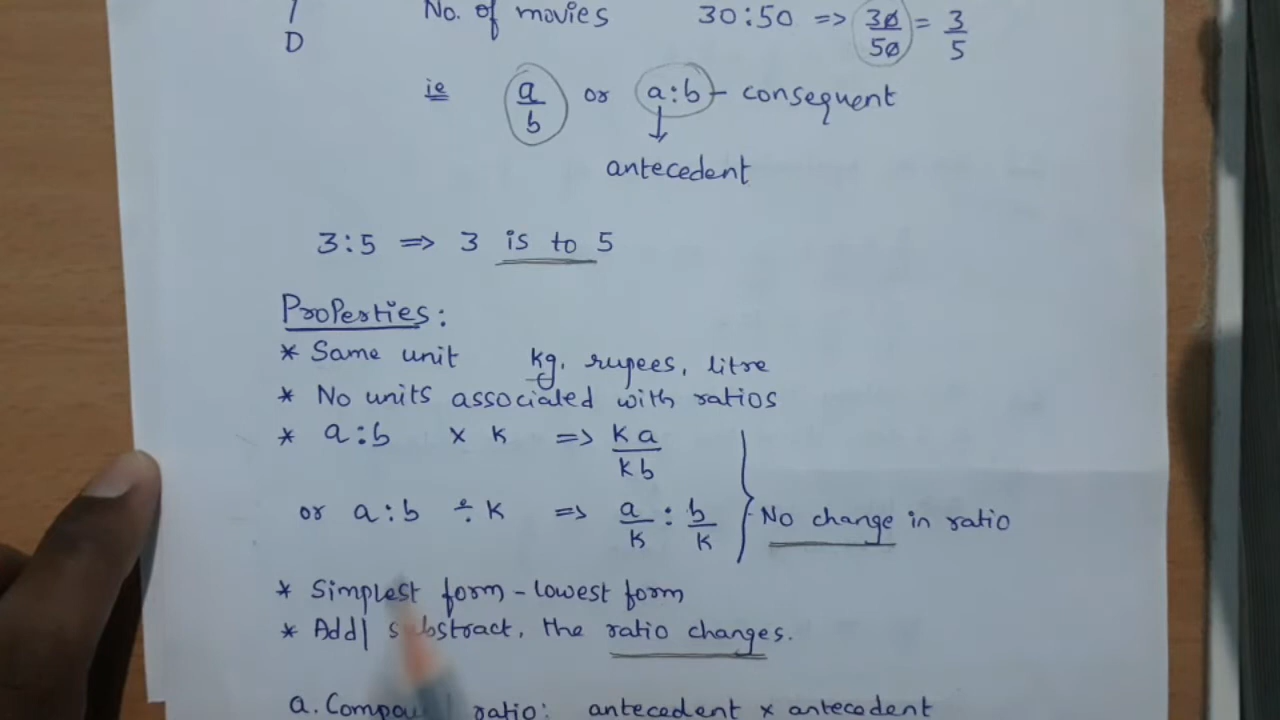 D
No. of movies 30:50 => 30/50 = 3/5
ie a/b or a:b - consequent
antecedent
3:5 => 3 is to 5
Properties:
* Same unit kg, rupees, litre
* No units associated with ratios
* a:b x k => ka/kb
or a:b ÷ k => a/k : b/k } No change in ratio
* Simplest form - lowest form
* Add| substract, the ratio changes.
a. ratio: antecedent x antecedent